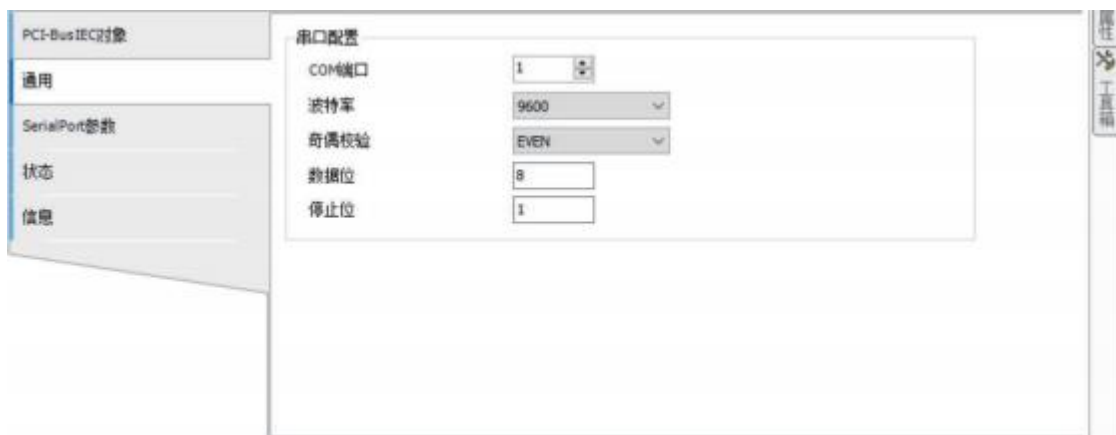 PCI-BusIEC对象
通用
SerialPort参数
状态
信息
串口配置
COM端口
1
波特率
9600
奇偶校验
EVEN
数据位
8
停止位
1
属性
工具箱